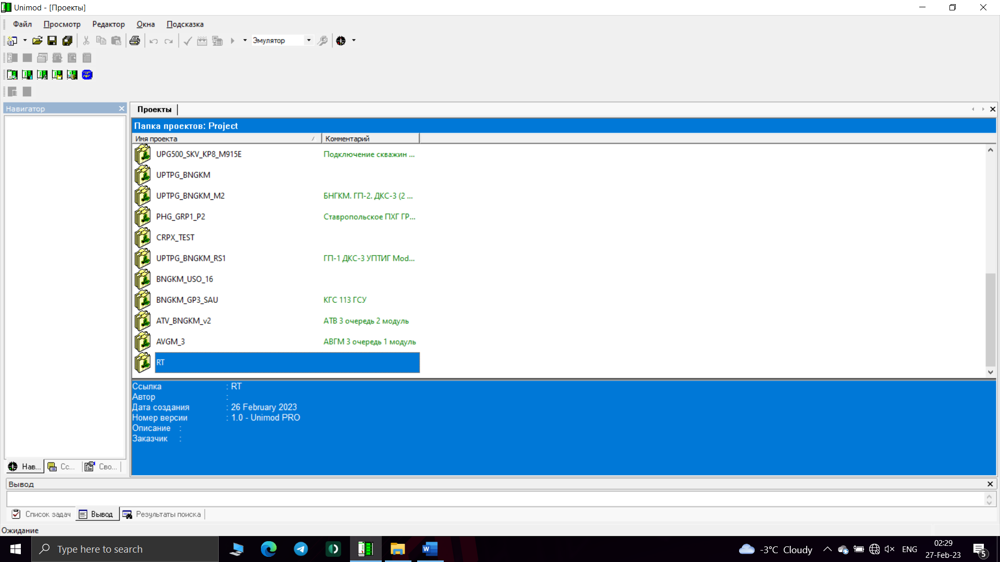 Unimod - [Проекты]
Файл Просмотр Редактор Окна Подсказка
Эмулятор
Навигатор
Проекты
Папка проектов: Project
Имя проекта / Комментарий
UPG500_SKV_KP8_M915E Подключение скважин ...
UPTPG_BNGKM
UPTPG_BNGKM_M2 БНГКМ. ГП-2. ДКС-3 (2 ...
PHG_GRP1_P2 Ставропольское ПХГ ГР...
CRPX_TEST
UPTPG_BNGKM_RS1 ГП-1 ДКС-3 УПТИГ Mod...
BNGKM_USO_16
BNGKM_GP3_SAU КГС 113 ГСУ
ATV_BNGKM_v2 АТВ 3 очередь 2 модуль
AVGM_3 АВГМ 3 очередь 1 модуль
RT
Ссылка : RT
Автор :
Дата создания : 26 February 2023
Номер версии : 1.0 - Unimod PRO
Описание :
Заказчик :
Нав... Сс... Сво...
Вывод
Список задач Вывод Результаты поиска
Ожидание
Type here to search
-3°C Cloudy ENG 02:29
27-Feb-23 5